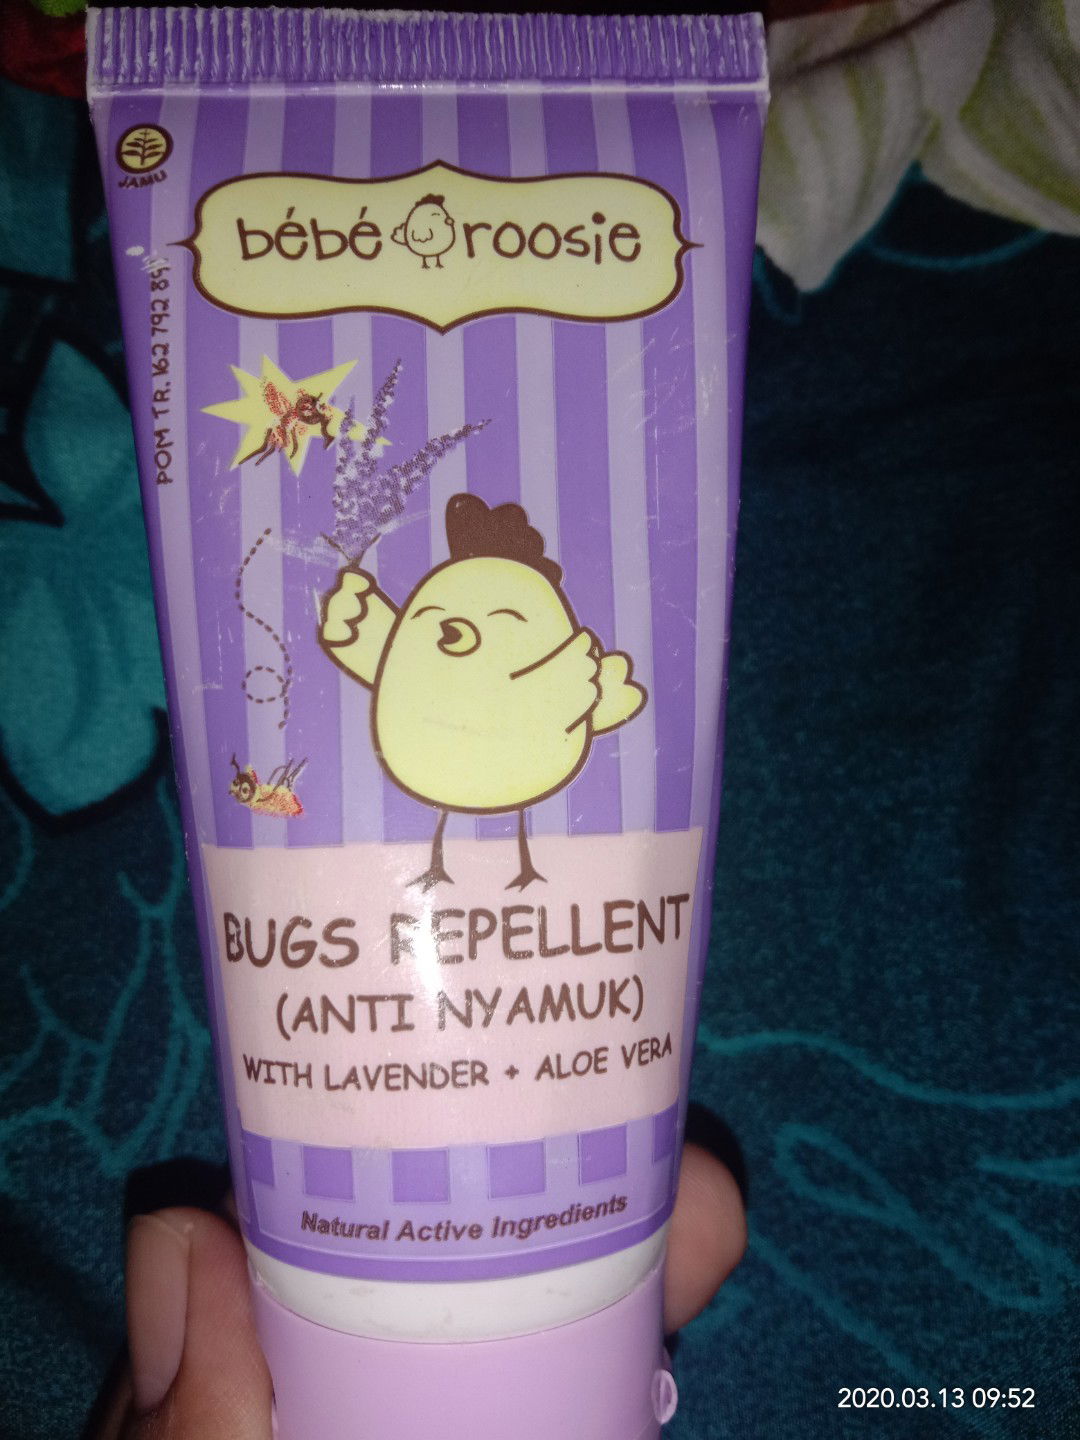 JAMU
bébé roosie
POM TR. 162 792 891
BUGS REPELLENT
(ANTI NYAMUK)
WITH LAVENDER + ALOE VERA
Natural Active Ingredients
2020.03.13 09:52